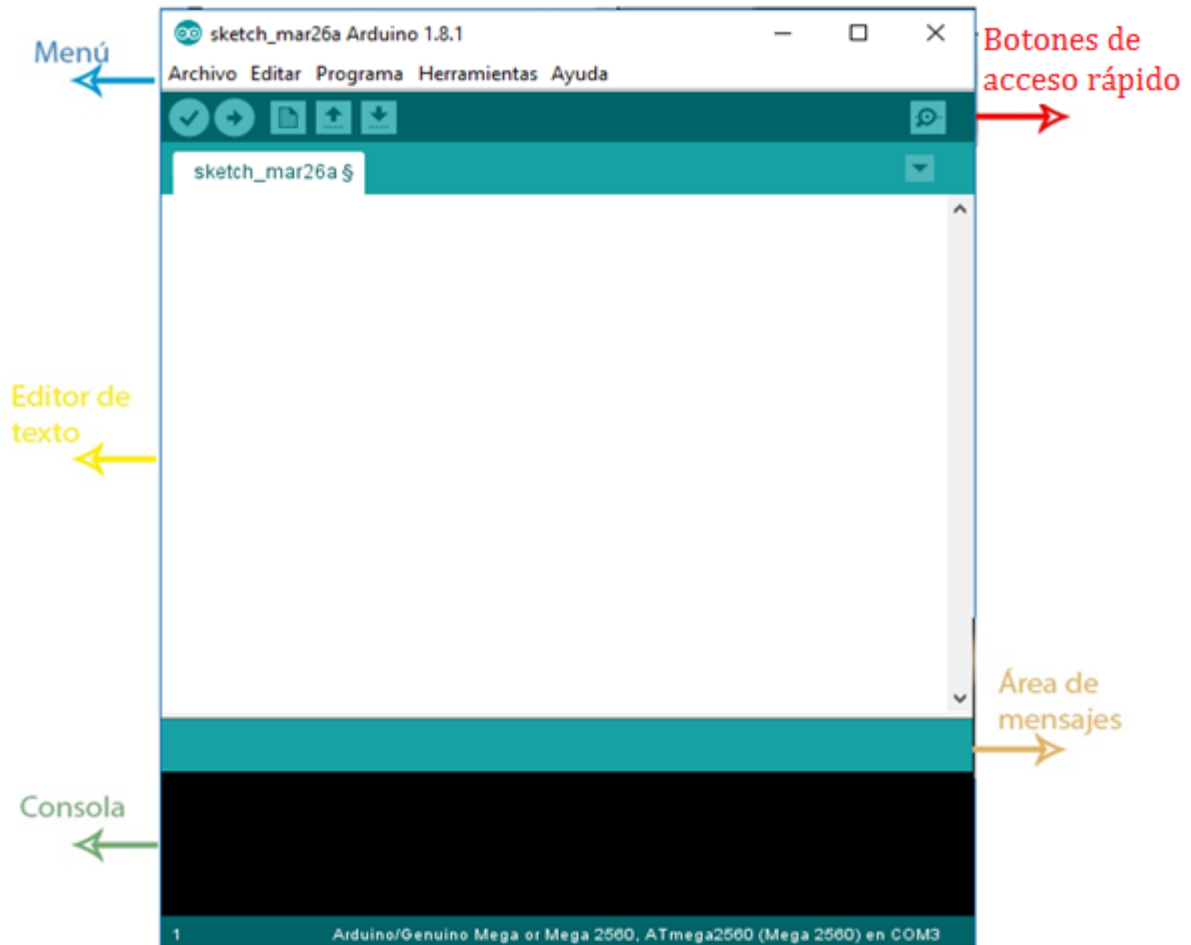 sketch_mar26a Arduino 1.8.1
Menú
Archivo Editar Programa Herramientas Ayuda
Botones de
acceso rápido
sketch_mar26a §
Editor de
texto
Área de
mensajes
Consola
1 Arduino/Genuino Mega or Mega 2560, ATmega2560 (Mega 2560) en COM3